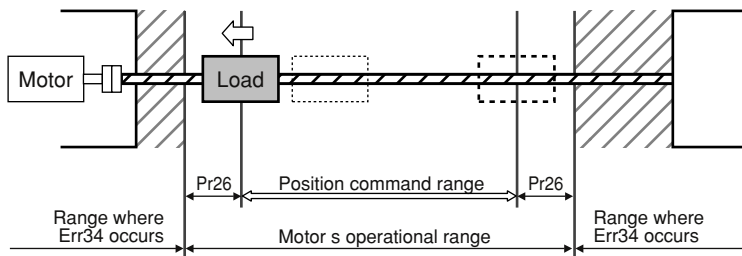 Motor
Load
Pr26
Position command range
Pr26
Range where
Err34 occurs
Motor s operational range
Range where
Err34 occurs